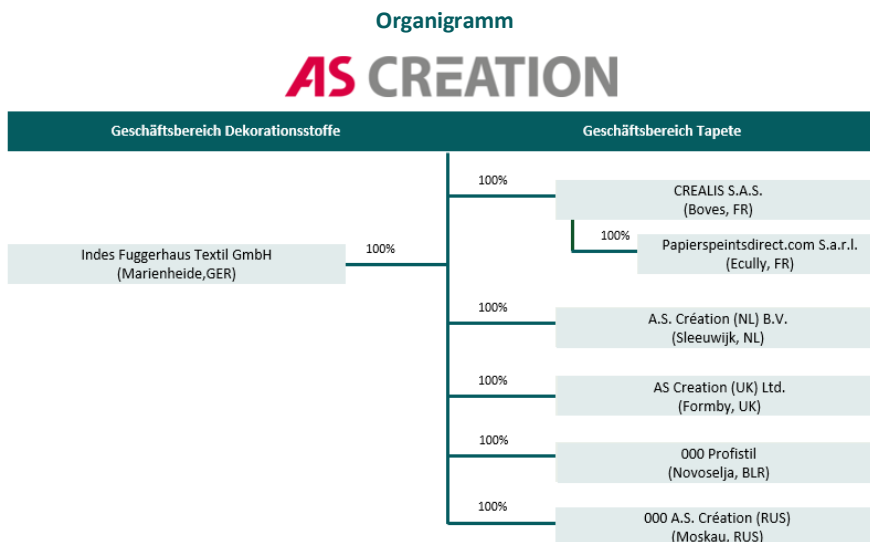 Organigramm
AS CREATION
Geschäftsbereich Dekorationsstoffe
Geschäftsbereich Tapete
100%
CREALIS S.A.S.
(Boves, FR)
100%
Papierspeintsdirect.com S.a.r.l.
(Ecully, FR)
Indes Fuggerhaus Textil GmbH
(Marienheide,GER)
100%
100%
A.S. Création (NL) B.V.
(Sleeuwijk, NL)
100%
AS Creation (UK) Ltd.
(Formby, UK)
100%
000 Profistil
(Novoselja, BLR)
100%
000 A.S. Création (RUS)
(Moskau, RUS)